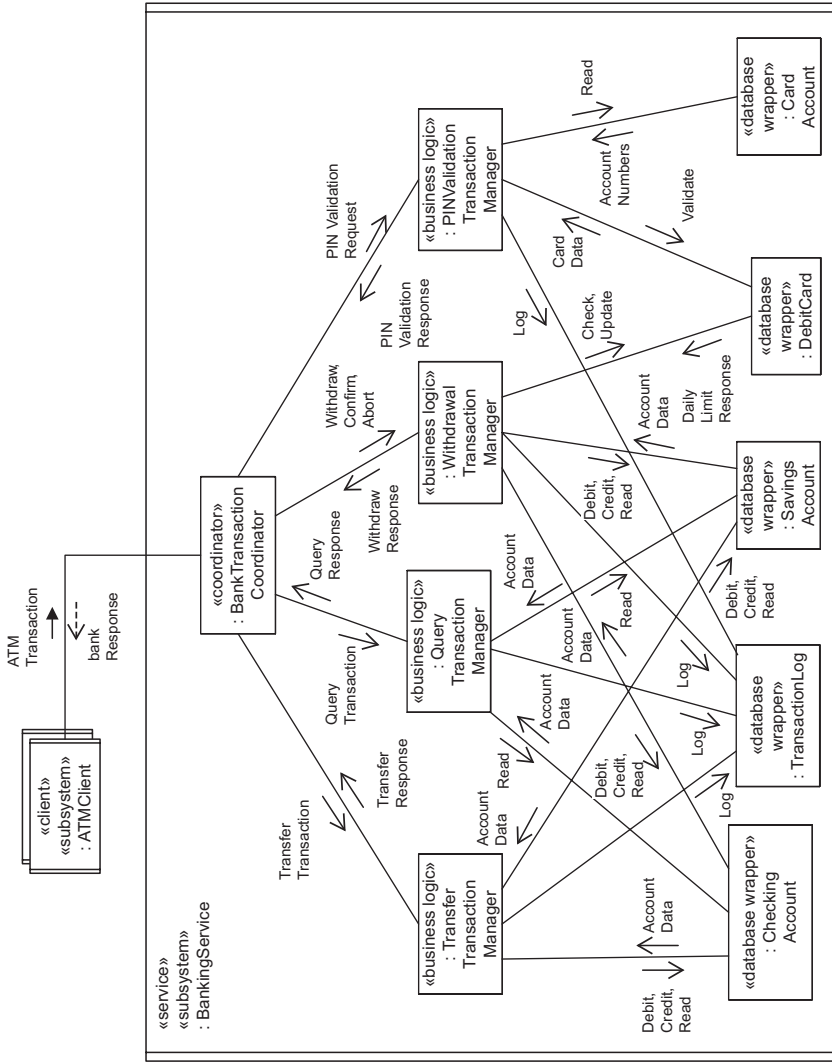 «client»
«subsystem»
: ATMClient
ATM
Transaction
bank
Response
«service»
«subsystem»
: BankingService
«coordinator»
: BankTransaction
Coordinator
Transfer
Transaction
Transfer
Response
Query
Transaction
Query
Response
Withdraw,
Confirm,
Abort
Withdraw
Response
PIN Validation
Request
PIN
Validation
Response
«business logic»
: Transfer
Transaction
Manager
«business logic»
: Query
Transaction
Manager
«business logic»
: Withdrawal
Transaction
Manager
«business logic»
: PINValidation
Transaction
Manager
Debit,
Credit,
Read
Account
Data
Account
Data
Log
Read
Account
Data
Log
Account
Data
Read
Debit,
Credit,
Read
Account
Data
Log
Debit,
Credit,
Read
Debit,
Credit,
Read
Account
Data
Check,
Update
Daily
Limit
Response
Log
Card
Data
Validate
Account
Numbers
Read
«database wrapper»
: Checking
Account
«database
wrapper»
: TransactionLog
«database
wrapper»
: Savings
Account
«database
wrapper»
: DebitCard
«database
wrapper»
: Card
Account